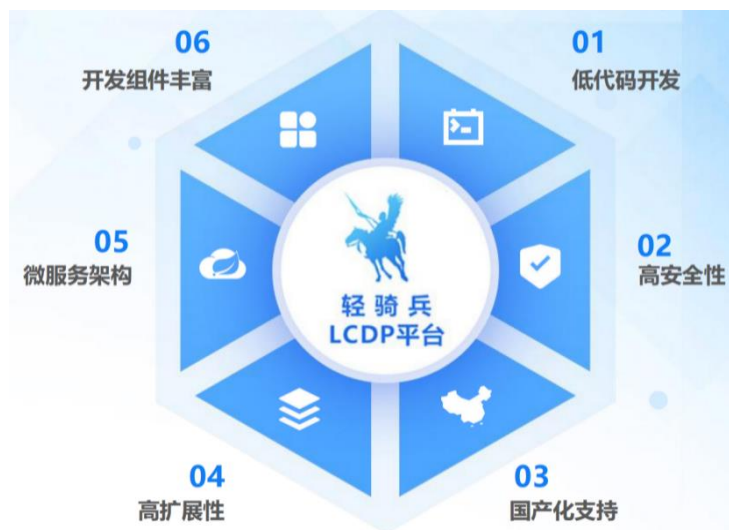 01
低代码开发
02
高安全性
03
国产化支持
04
高扩展性
05
微服务架构
06
开发组件丰富
轻骑兵
LCDP平台